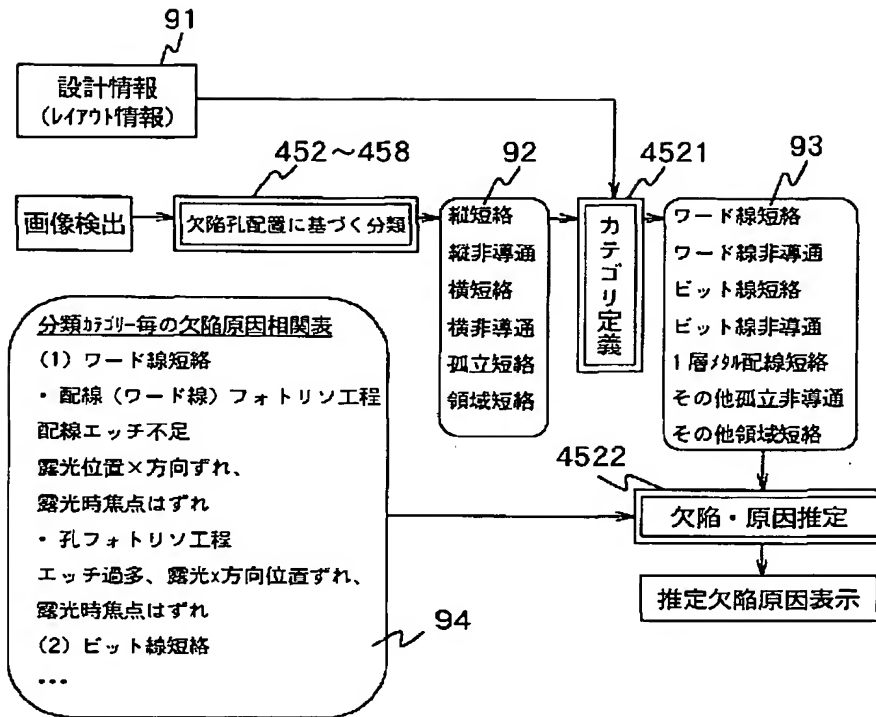 91
設計情報
(レイアウト情報)
452~458
92
4521
93
画像検出
欠陥孔配置に基づく分類
縦短絡
縦非導通
横短絡
横非導通
孤立短絡
領域短絡
カテゴリ定義
ワード線短絡
ワード線非導通
ビット線短絡
ビット線非導通
1層メタル配線短絡
その他孤立非導通
その他領域短絡
分類カテゴリー毎の欠陥原因相関表
(1) ワード線短絡
・配線(ワード線)フォトリソ工程
配線エッチ不足
露光位置×方向ずれ、
露光時焦点はずれ
・孔フォトリソ工程
エッチ過多、露光x方向位置ずれ、
露光時焦点はずれ
(2) ビット線短絡
...
94
4522
欠陥・原因推定
推定欠陥原因表示